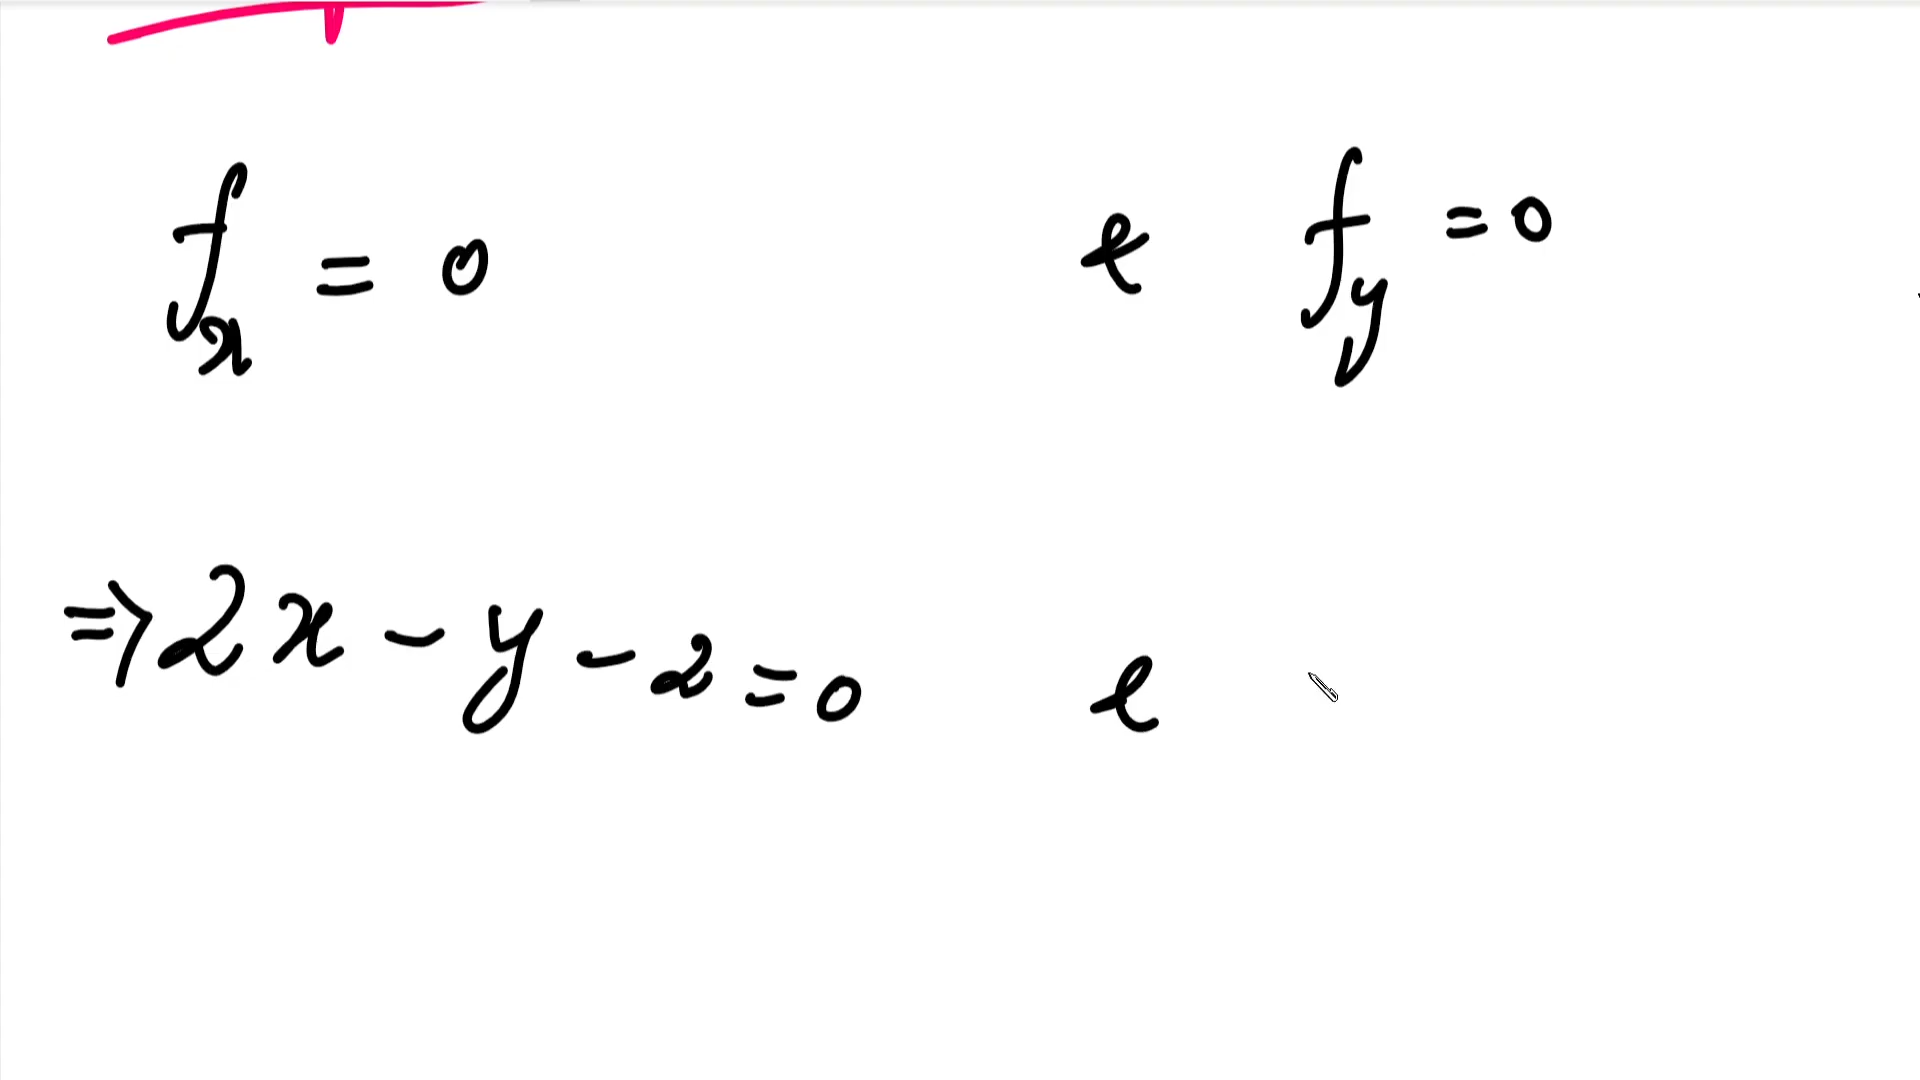 fx = 0 & fy = 0
⇒ 2x - y - 2 = 0 &